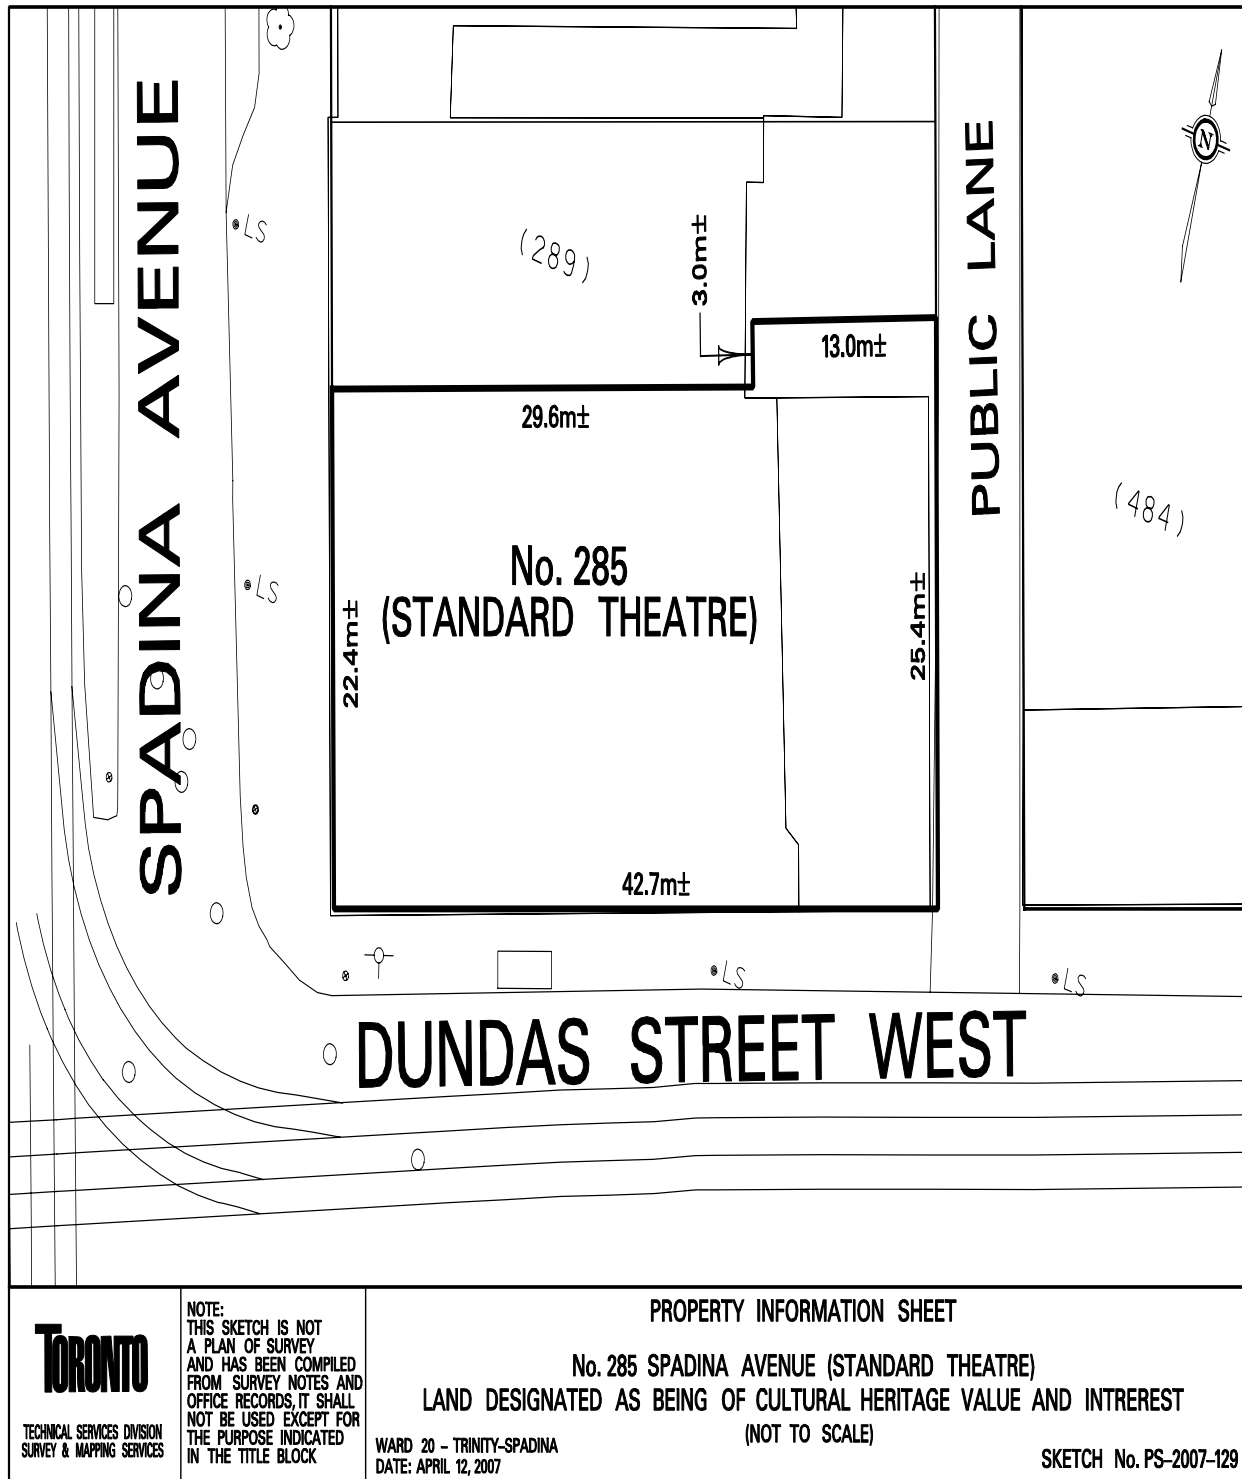 SPADINA AVENUE
PUBLIC LANE
N
LS
(289)
3.0m±
13.0m±
29.6m±
(484)
No. 285
(STANDARD THEATRE)
LS
22.4m±
25.4m±
42.7m±
LS
LS
DUNDAS STREET WEST
TORONTO
TECHNICAL SERVICES DIVISION
SURVEY & MAPPING SERVICES
NOTE:
THIS SKETCH IS NOT
A PLAN OF SURVEY
AND HAS BEEN COMPILED
FROM SURVEY NOTES AND
OFFICE RECORDS, IT SHALL
NOT BE USED EXCEPT FOR
THE PURPOSE INDICATED
IN THE TITLE BLOCK
PROPERTY INFORMATION SHEET
No. 285 SPADINA AVENUE (STANDARD THEATRE)
LAND DESIGNATED AS BEING OF CULTURAL HERITAGE VALUE AND INTREREST
(NOT TO SCALE)
WARD 20 - TRINITY-SPADINA
DATE: APRIL 12, 2007
SKETCH No. PS-2007-129